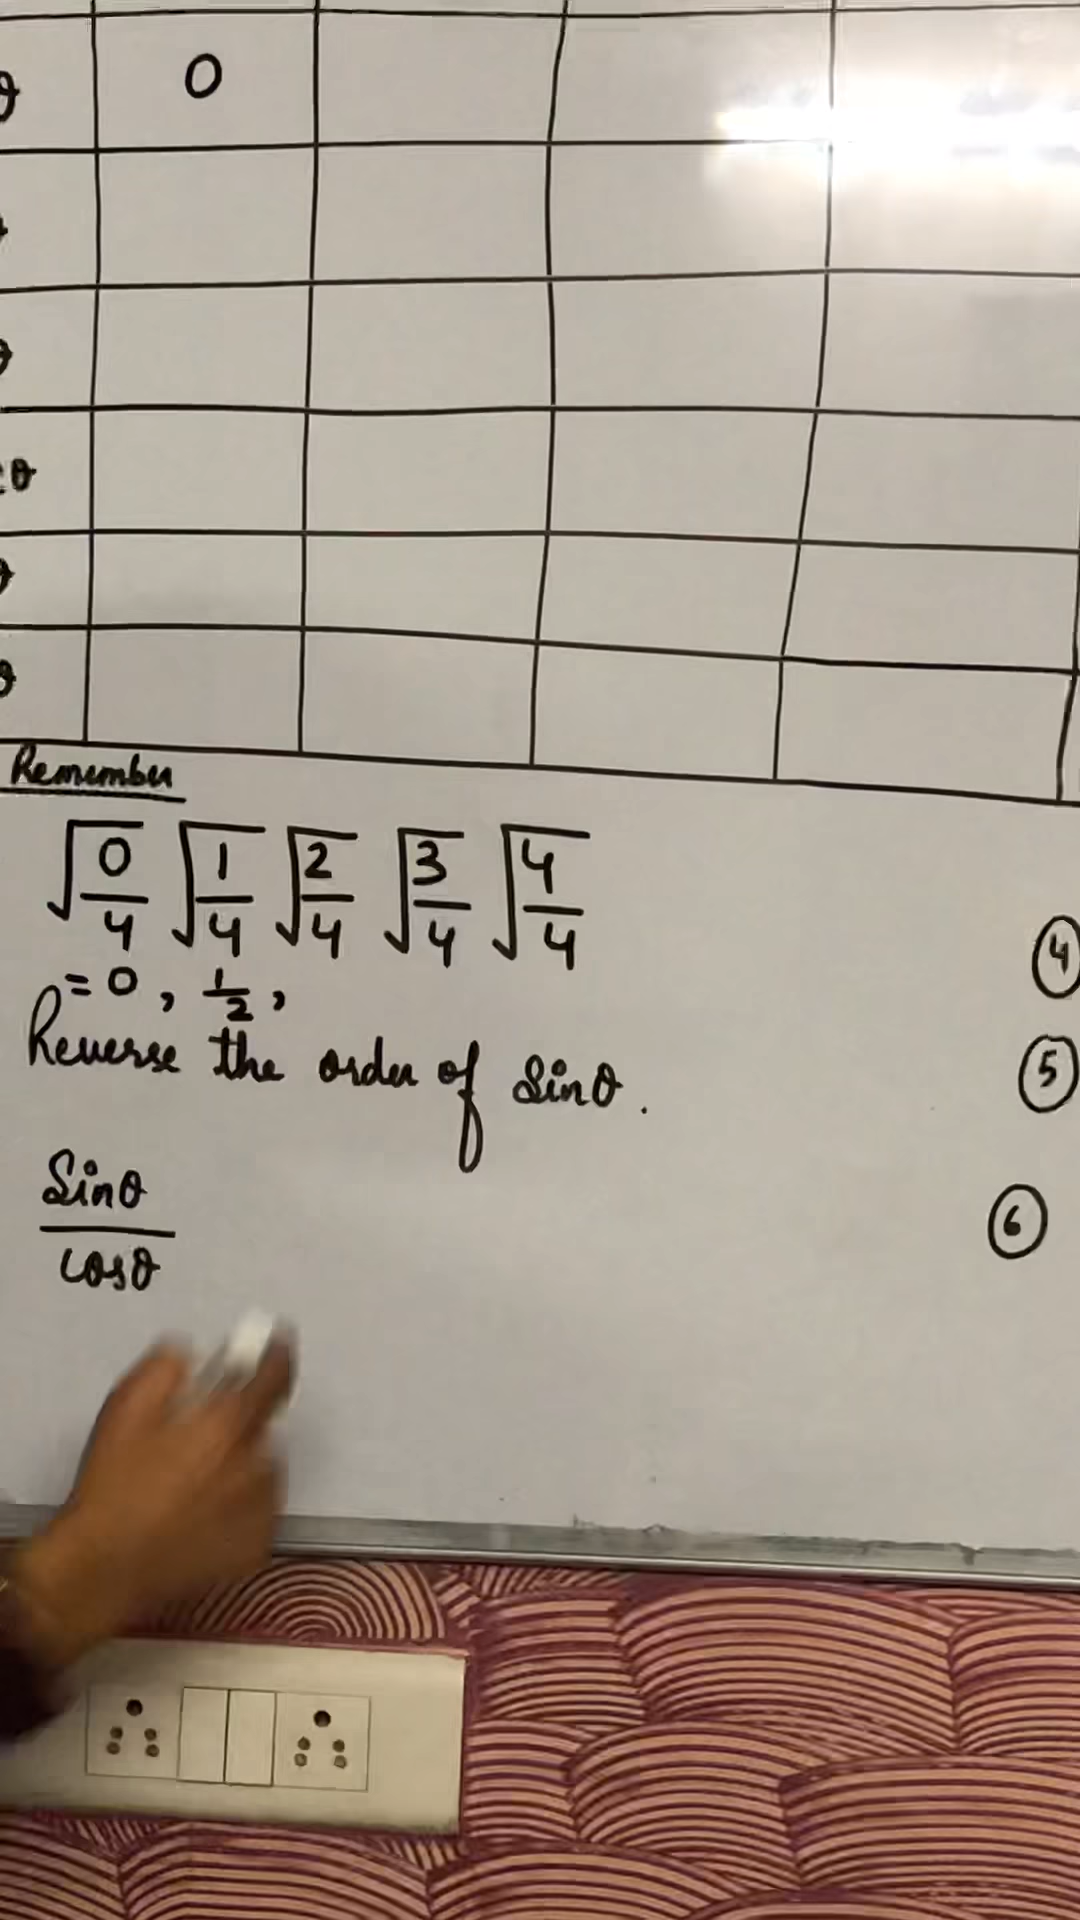 θ 0
θ
θ
θ
θ
Remember
√0/4 √1/4 √2/4 √3/4 √4/4
= 0, 1/2,
Reverse the order of Sinθ.
Sinθ
cosθ
4
5
6